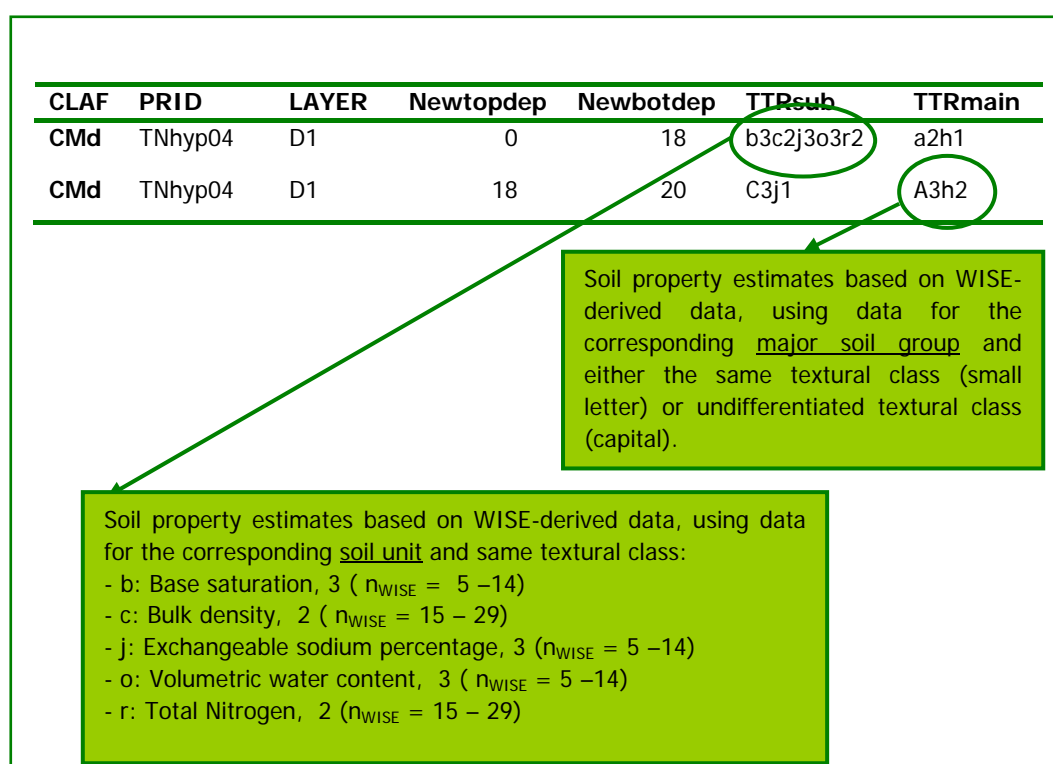 CLAF PRID LAYER Newtopdep Newbotdep TTRsub TTRmain
CMd TNhyp04 D1 0 18 b3c2j3o3r2 a2h1
CMd TNhyp04 D1 18 20 C3j1 A3h2
Soil property estimates based on WISE-
derived data, using data for the
corresponding major soil group and
either the same textural class (small
letter) or undifferentiated textural class
(capital).
Soil property estimates based on WISE-derived data, using data
for the corresponding soil unit and same textural class:
- b: Base saturation, 3 ( nWISE = 5 –14)
- c: Bulk density, 2 ( nWISE = 15 – 29)
- j: Exchangeable sodium percentage, 3 (nWISE = 5 –14)
- o: Volumetric water content, 3 ( nWISE = 5 –14)
- r: Total Nitrogen, 2 (nWISE = 15 – 29)